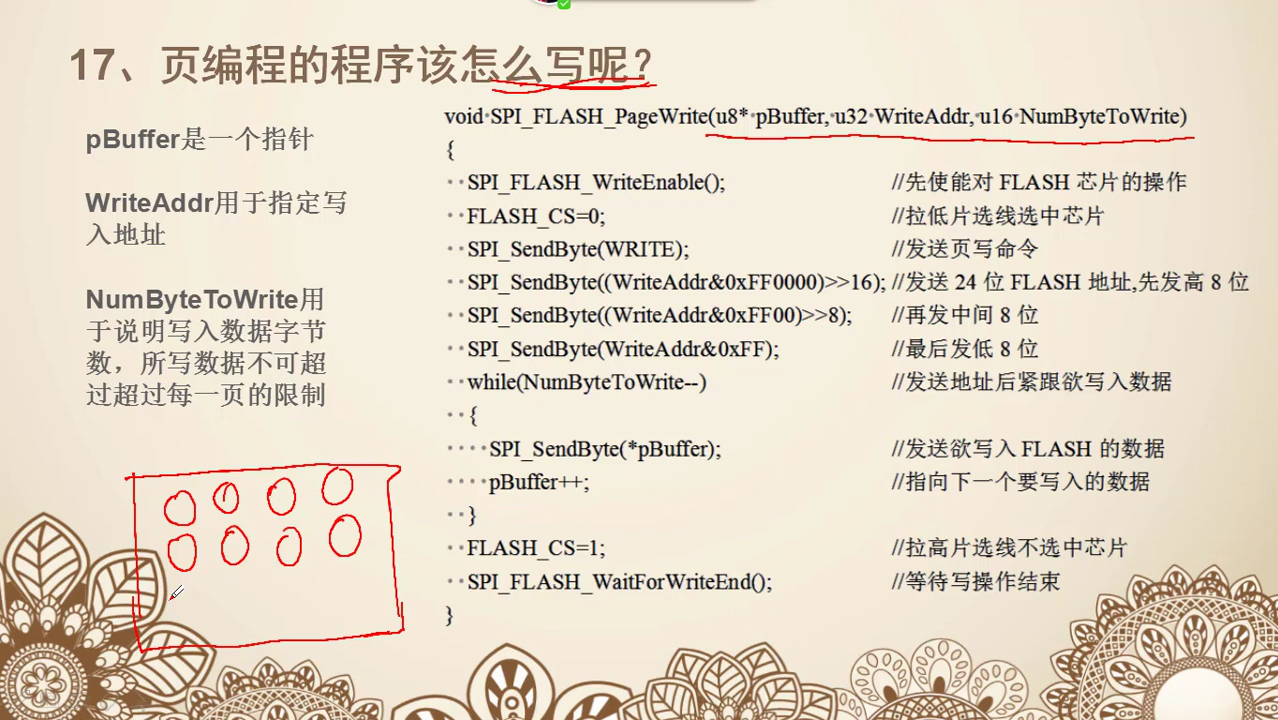 17、页编程的程序该怎么写呢?
pBuffer是一个指针
WriteAddr用于指定写
入地址
NumByteToWrite用
于说明写入数据字节
数，所写数据不可超
过超过每一页的限制
void SPI_FLASH_PageWrite(u8* pBuffer, u32 WriteAddr, u16 NumByteToWrite)
{
SPI_FLASH_WriteEnable(); //先使能对 FLASH 芯片的操作
FLASH_CS=0; //拉低片选线选中芯片
SPI_SendByte(WRITE); //发送页写命令
SPI_SendByte((WriteAddr&0xFF0000)>>16); //发送 24 位 FLASH 地址,先发高 8 位
SPI_SendByte((WriteAddr&0xFF00)>>8); //再发中间 8 位
SPI_SendByte(WriteAddr&0xFF); //最后发低 8 位
while(NumByteToWrite--) //发送地址后紧跟欲写入数据
{
SPI_SendByte(*pBuffer); //发送欲写入 FLASH 的数据
pBuffer++; //指向下一个要写入的数据
}
FLASH_CS=1; //拉高片选线不选中芯片
SPI_FLASH_WaitForWriteEnd(); //等待写操作结束
}